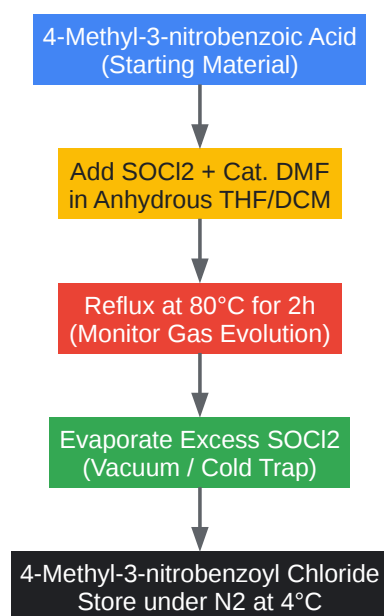 4-Methyl-3-nitrobenzoic Acid
(Starting Material)
Add SOCl2 + Cat. DMF
in Anhydrous THF/DCM
Reflux at 80°C for 2h
(Monitor Gas Evolution)
Evaporate Excess SOCl2
(Vacuum / Cold Trap)
4-Methyl-3-nitrobenzoyl Chloride
Store under N2 at 4°C